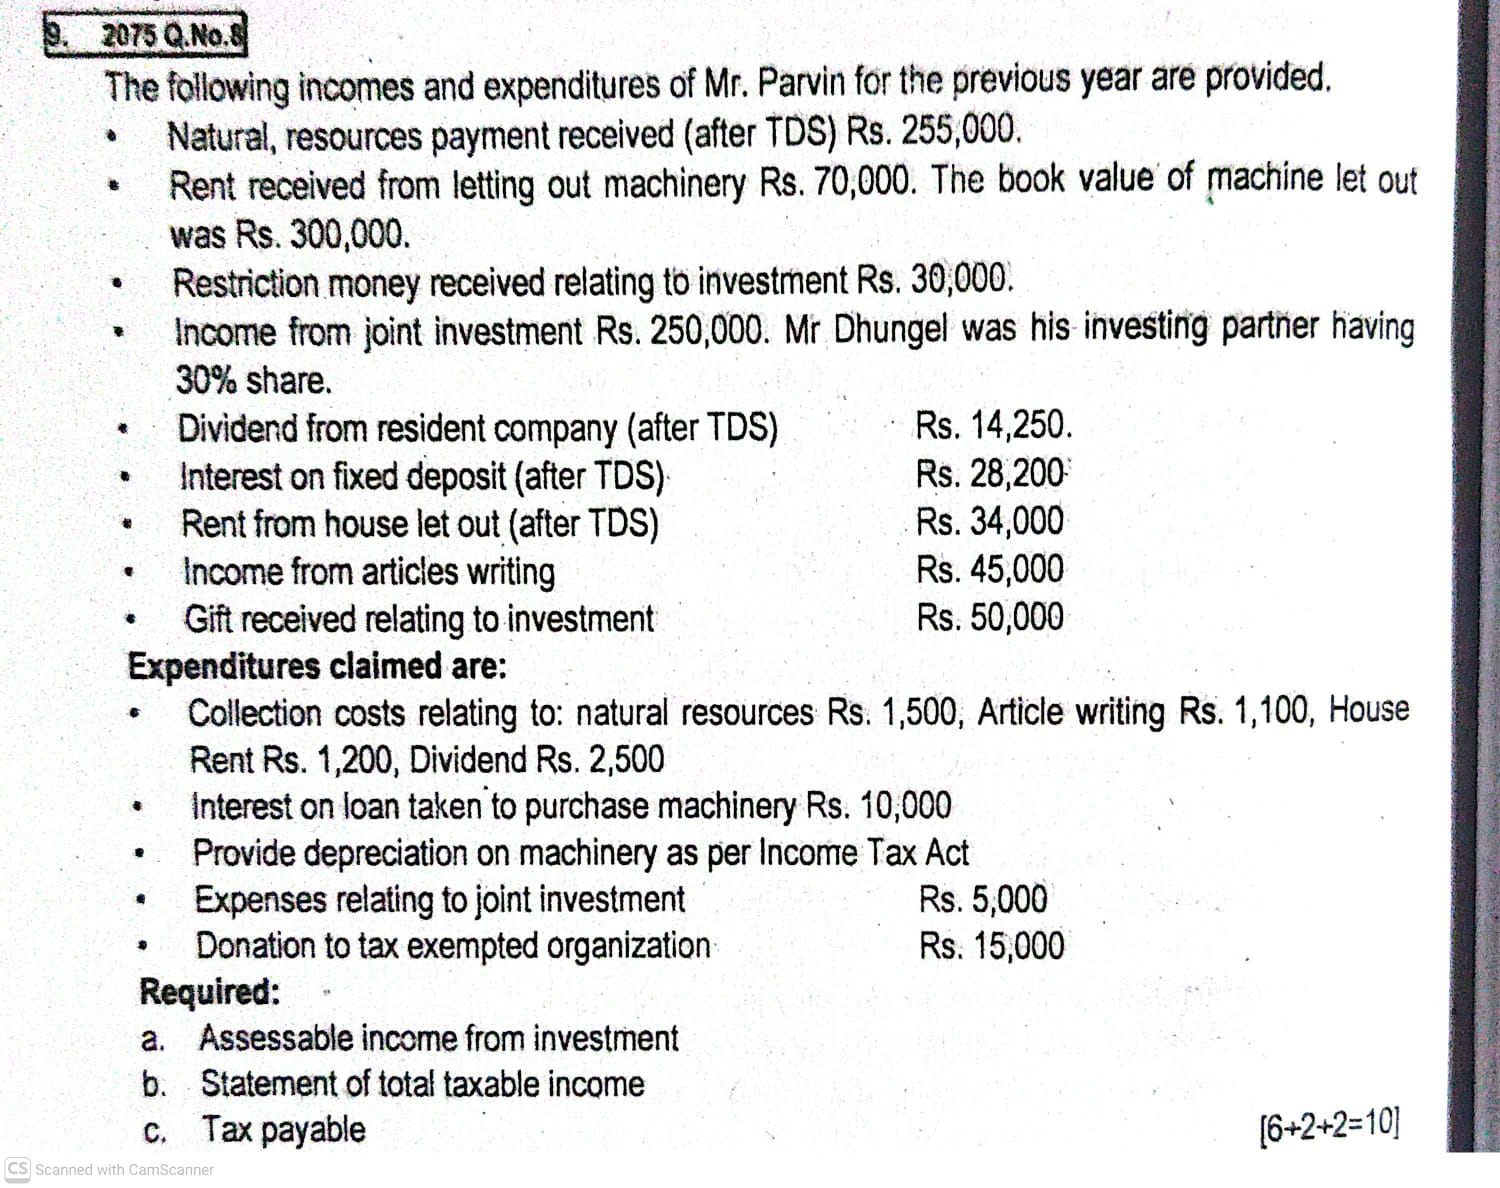 9. 2075 Q.No.8
The following incomes and expenditures of Mr. Parvin for the previous year are provided.
• Natural, resources payment received (after TDS) Rs. 255,000.
• Rent received from letting out machinery Rs. 70,000. The book value of machine let out
was Rs. 300,000.
• Restriction money received relating to investment Rs. 30,000.
• Income from joint investment Rs. 250,000. Mr Dhungel was his investing partner having
30% share.
• Dividend from resident company (after TDS) Rs. 14,250.
• Interest on fixed deposit (after TDS) Rs. 28,200
• Rent from house let out (after TDS) Rs. 34,000
• Income from articles writing Rs. 45,000
• Gift received relating to investment Rs. 50,000
Expenditures claimed are:
• Collection costs relating to: natural resources Rs. 1,500, Article writing Rs. 1,100, House
Rent Rs. 1,200, Dividend Rs. 2,500
• Interest on loan taken to purchase machinery Rs. 10,000
• Provide depreciation on machinery as per Income Tax Act
• Expenses relating to joint investment Rs. 5,000
• Donation to tax exempted organization Rs. 15,000
Required:
a. Assessable income from investment
b. Statement of total taxable income
c. Tax payable [6+2+2=10]
CS Scanned with CamScanner